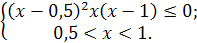 (x − 0,5)²x(x − 1) ≤ 0;
0,5 < x < 1.